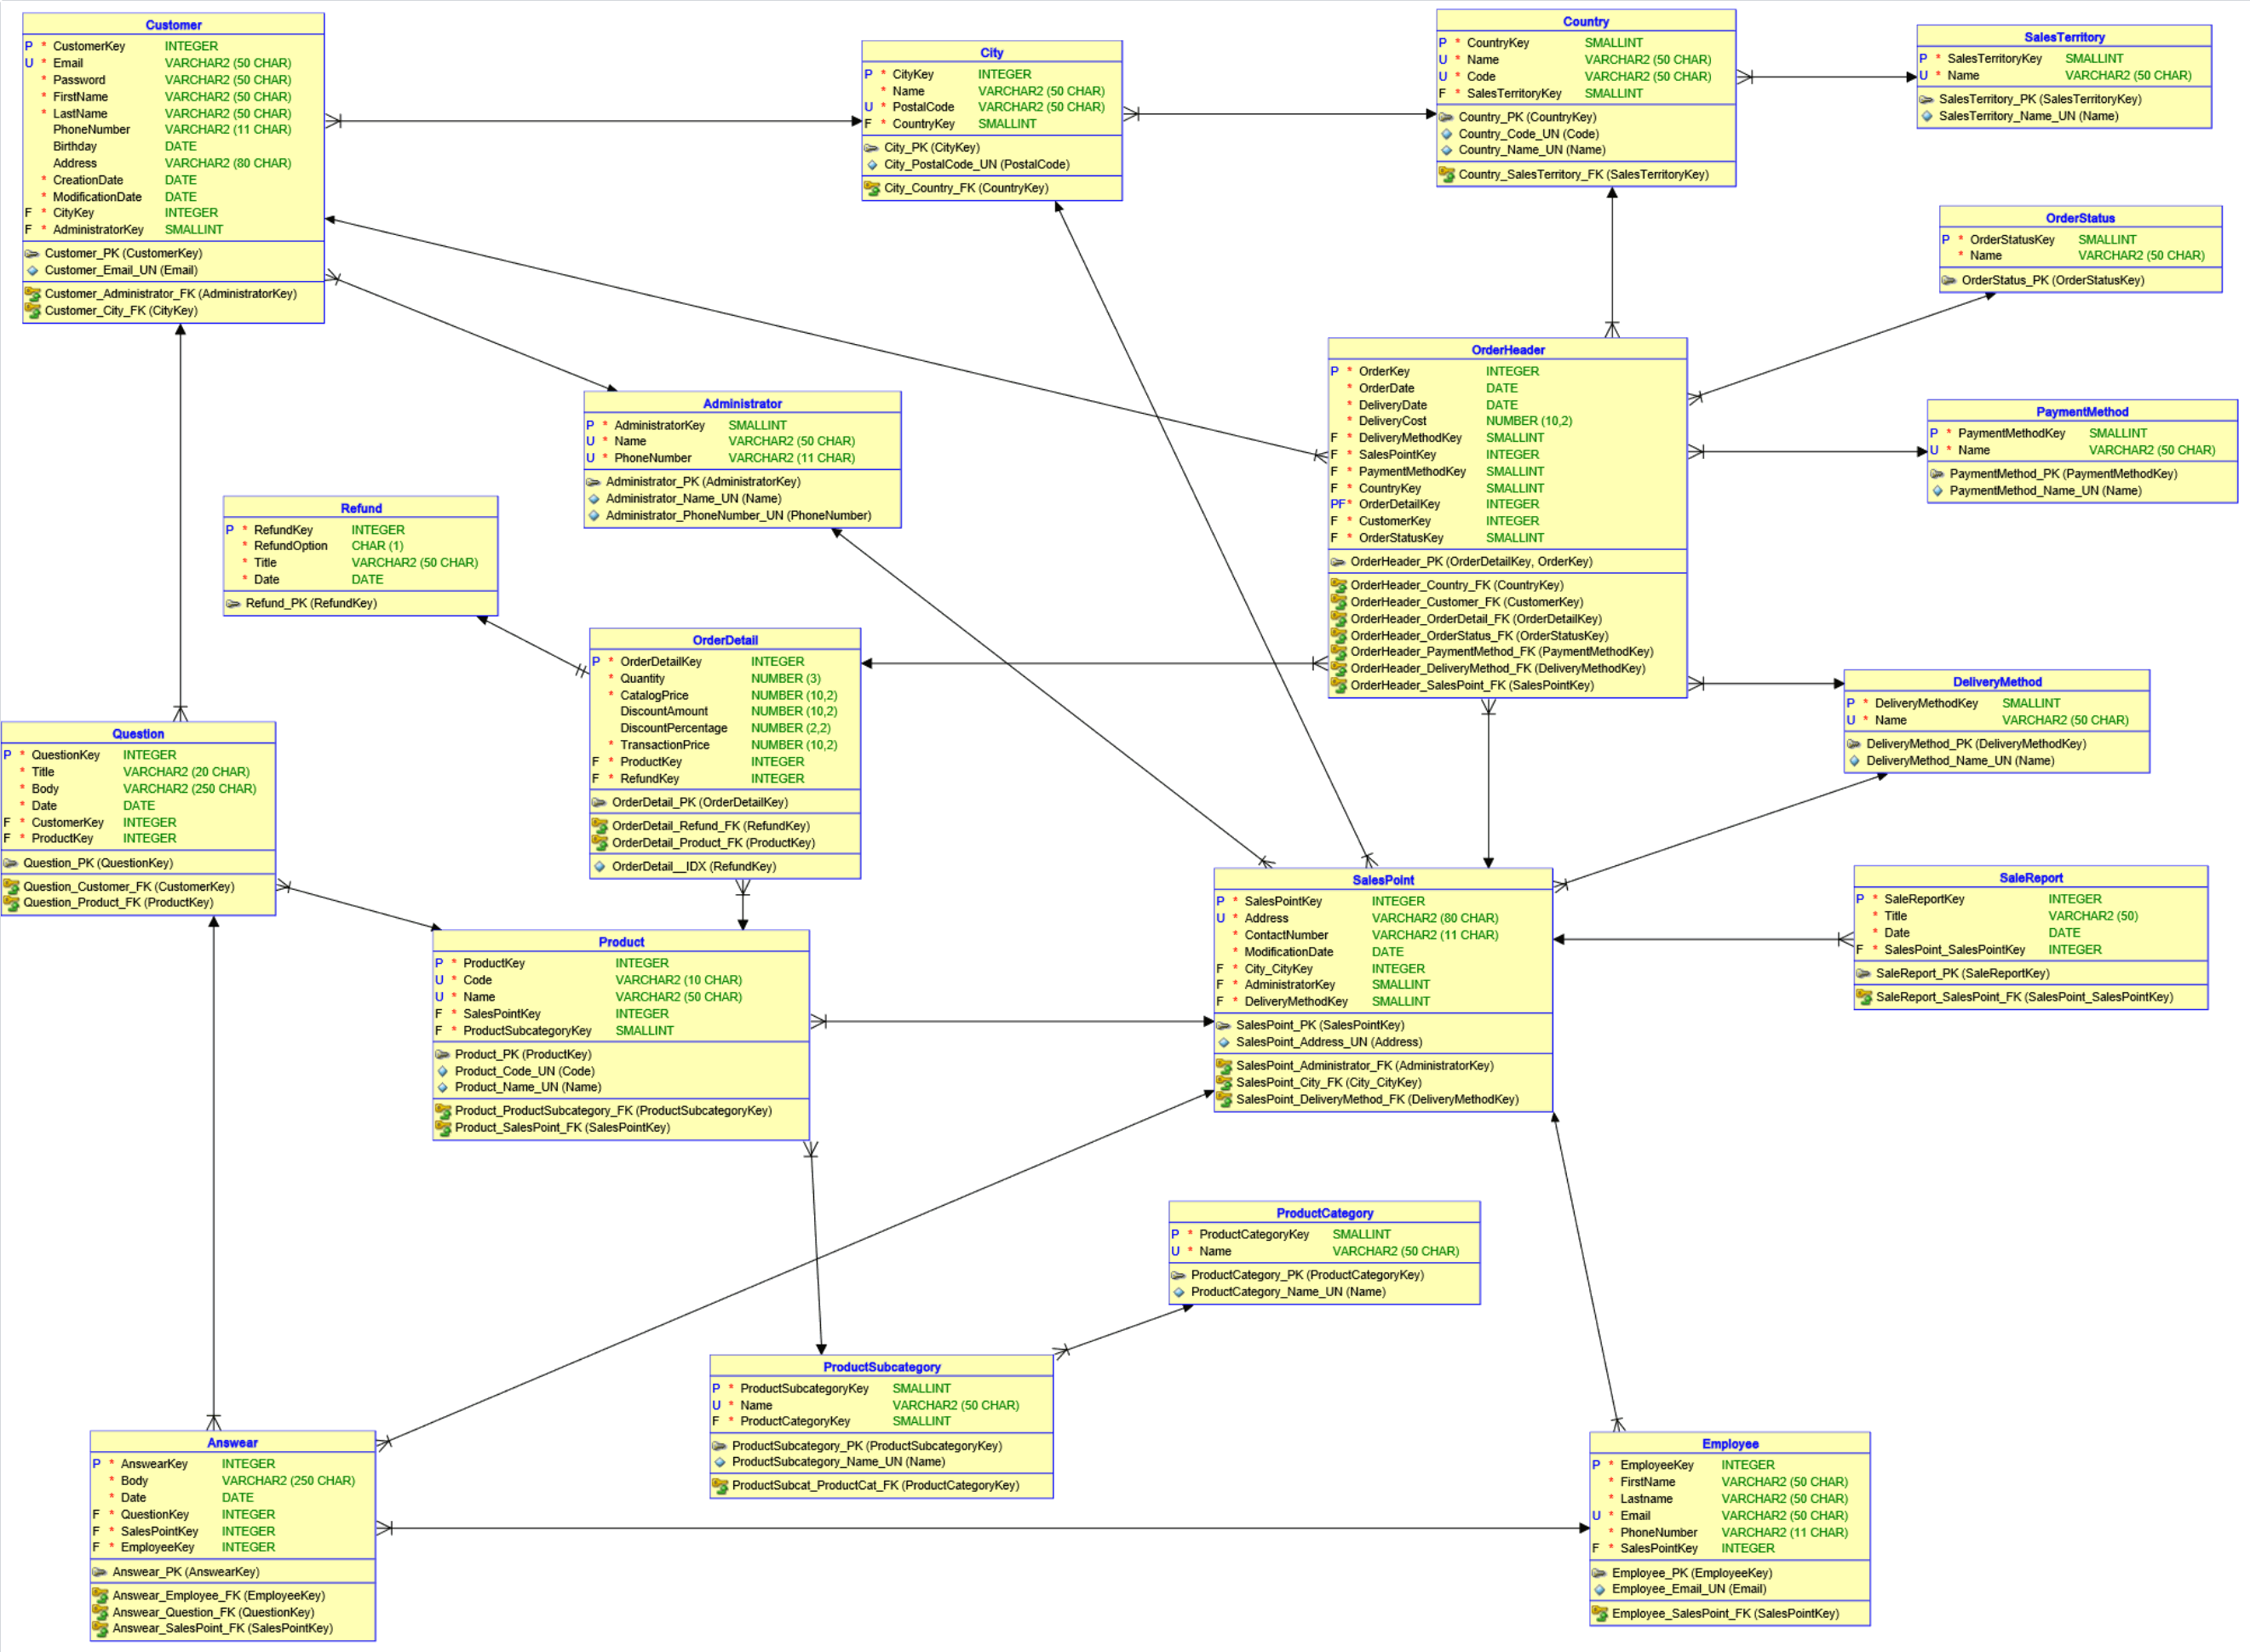 Customer
P * CustomerKey INTEGER
U * Email VARCHAR2 (50 CHAR)
* Password VARCHAR2 (50 CHAR)
* FirstName VARCHAR2 (50 CHAR)
* LastName VARCHAR2 (50 CHAR)
PhoneNumber VARCHAR2 (11 CHAR)
Birthday DATE
Address VARCHAR2 (80 CHAR)
* CreationDate DATE
* ModificationDate DATE
F * CityKey INTEGER
F * AdministratorKey SMALLINT
Customer_PK (CustomerKey)
Customer_Email_UN (Email)
Customer_Administrator_FK (AdministratorKey)
Customer_City_FK (CityKey)
City
P * CityKey INTEGER
* Name VARCHAR2 (50 CHAR)
U * PostalCode VARCHAR2 (50 CHAR)
F * CountryKey SMALLINT
City_PK (CityKey)
City_PostalCode_UN (PostalCode)
City_Country_FK (CountryKey)
Country
P * CountryKey SMALLINT
U * Name VARCHAR2 (50 CHAR)
U * Code VARCHAR2 (50 CHAR)
F * SalesTerritoryKey SMALLINT
Country_PK (CountryKey)
Country_Code_UN (Code)
Country_Name_UN (Name)
Country_SalesTerritory_FK (SalesTerritoryKey)
SalesTerritory
P * SalesTerritoryKey SMALLINT
U * Name VARCHAR2 (50 CHAR)
SalesTerritory_PK (SalesTerritoryKey)
SalesTerritory_Name_UN (Name)
OrderStatus
P * OrderStatusKey SMALLINT
* Name VARCHAR2 (50 CHAR)
OrderStatus_PK (OrderStatusKey)
OrderHeader
P * OrderKey INTEGER
* OrderDate DATE
* DeliveryDate DATE
* DeliveryCost NUMBER (10,2)
F * DeliveryMethodKey SMALLINT
F * SalesPointKey INTEGER
F * PaymentMethodKey SMALLINT
F * CountryKey SMALLINT
PF* OrderDetailKey INTEGER
F * CustomerKey INTEGER
F * OrderStatusKey SMALLINT
OrderHeader_PK (OrderDetailKey, OrderKey)
OrderHeader_Country_FK (CountryKey)
OrderHeader_Customer_FK (CustomerKey)
OrderHeader_OrderDetail_FK (OrderDetailKey)
OrderHeader_OrderStatus_FK (OrderStatusKey)
OrderHeader_PaymentMethod_FK (PaymentMethodKey)
OrderHeader_DeliveryMethod_FK (DeliveryMethodKey)
OrderHeader_SalesPoint_FK (SalesPointKey)
PaymentMethod
P * PaymentMethodKey SMALLINT
U * Name VARCHAR2 (50 CHAR)
PaymentMethod_PK (PaymentMethodKey)
PaymentMethod_Name_UN (Name)
Administrator
P * AdministratorKey SMALLINT
U * Name VARCHAR2 (50 CHAR)
U * PhoneNumber VARCHAR2 (11 CHAR)
Administrator_PK (AdministratorKey)
Administrator_Name_UN (Name)
Administrator_PhoneNumber_UN (PhoneNumber)
Refund
P * RefundKey INTEGER
* RefundOption CHAR (1)
* Title VARCHAR2 (50 CHAR)
* Date DATE
Refund_PK (RefundKey)
OrderDetail
P * OrderDetailKey INTEGER
* Quantity NUMBER (3)
* CatalogPrice NUMBER (10,2)
DiscountAmount NUMBER (10,2)
DiscountPercentage NUMBER (2,2)
* TransactionPrice NUMBER (10,2)
F * ProductKey INTEGER
F * RefundKey INTEGER
OrderDetail_PK (OrderDetailKey)
OrderDetail_Refund_FK (RefundKey)
OrderDetail_Product_FK (ProductKey)
OrderDetail__IDX (RefundKey)
DeliveryMethod
P * DeliveryMethodKey SMALLINT
U * Name VARCHAR2 (50 CHAR)
DeliveryMethod_PK (DeliveryMethodKey)
DeliveryMethod_Name_UN (Name)
Question
P * QuestionKey INTEGER
* Title VARCHAR2 (20 CHAR)
* Body VARCHAR2 (250 CHAR)
* Date DATE
F * CustomerKey INTEGER
F * ProductKey INTEGER
Question_PK (QuestionKey)
Question_Customer_FK (CustomerKey)
Question_Product_FK (ProductKey)
Product
P * ProductKey INTEGER
U * Code VARCHAR2 (10 CHAR)
U * Name VARCHAR2 (50 CHAR)
F * SalesPointKey INTEGER
F * ProductSubcategoryKey SMALLINT
Product_PK (ProductKey)
Product_Code_UN (Code)
Product_Name_UN (Name)
Product_ProductSubcategory_FK (ProductSubcategoryKey)
Product_SalesPoint_FK (SalesPointKey)
SalesPoint
P * SalesPointKey INTEGER
U * Address VARCHAR2 (80 CHAR)
* ContactNumber VARCHAR2 (11 CHAR)
* ModificationDate DATE
F * City_CityKey INTEGER
F * AdministratorKey SMALLINT
F * DeliveryMethodKey SMALLINT
SalesPoint_PK (SalesPointKey)
SalesPoint_Address_UN (Address)
SalesPoint_Administrator_FK (AdministratorKey)
SalesPoint_City_FK (City_CityKey)
SalesPoint_DeliveryMethod_FK (DeliveryMethodKey)
SaleReport
P * SaleReportKey INTEGER
* Title VARCHAR2 (50)
* Date DATE
F * SalesPoint_SalesPointKey INTEGER
SaleReport_PK (SaleReportKey)
SaleReport_SalesPoint_FK (SalesPoint_SalesPointKey)
ProductCategory
P * ProductCategoryKey SMALLINT
U * Name VARCHAR2 (50 CHAR)
ProductCategory_PK (ProductCategoryKey)
ProductCategory_Name_UN (Name)
ProductSubcategory
P * ProductSubcategoryKey SMALLINT
U * Name VARCHAR2 (50 CHAR)
F * ProductCategoryKey SMALLINT
ProductSubcategory_PK (ProductSubcategoryKey)
ProductSubcategory_Name_UN (Name)
ProductSubcat_ProductCat_FK (ProductCategoryKey)
Answear
P * AnswearKey INTEGER
* Body VARCHAR2 (250 CHAR)
* Date DATE
F * QuestionKey INTEGER
F * SalesPointKey INTEGER
F * EmployeeKey INTEGER
Answear_PK (AnswearKey)
Answear_Employee_FK (EmployeeKey)
Answear_Question_FK (QuestionKey)
Answear_SalesPoint_FK (SalesPointKey)
Employee
P * EmployeeKey INTEGER
* FirstName VARCHAR2 (50 CHAR)
* Lastname VARCHAR2 (50 CHAR)
U * Email VARCHAR2 (50 CHAR)
* PhoneNumber VARCHAR2 (11 CHAR)
F * SalesPointKey INTEGER
Employee_PK (EmployeeKey)
Employee_Email_UN (Email)
Employee_SalesPoint_FK (SalesPointKey)